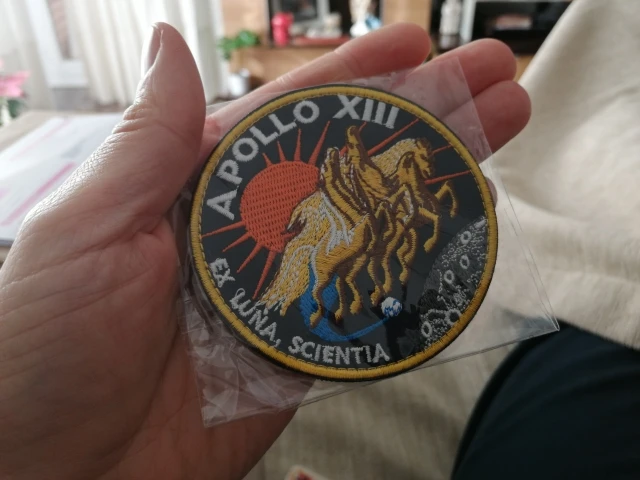 APOLLO XIII
EX LUNA, SCIENTIA